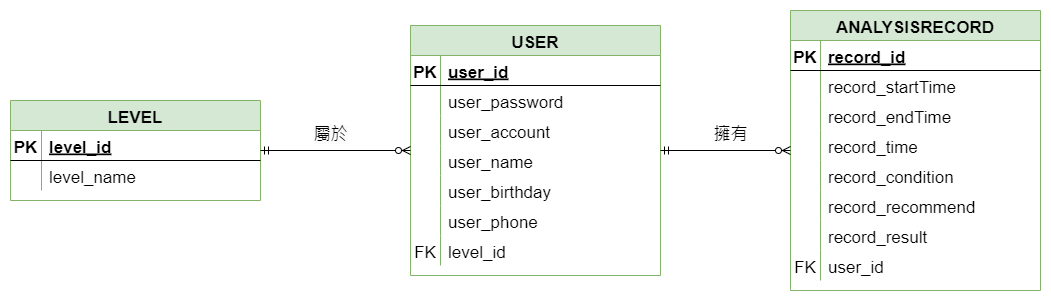 LEVEL
PK level_id
level_name
屬於
USER
PK user_id
user_password
user_account
user_name
user_birthday
user_phone
FK level_id
擁有
ANALYSISRECORD
PK record_id
record_startTime
record_endTime
record_time
record_condition
record_recommend
record_result
FK user_id